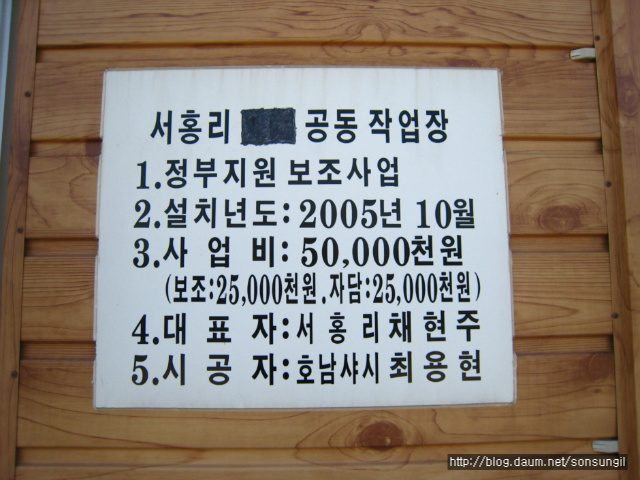 서홍리 공동 작업장
1.정부지원 보조사업
2.설치년도: 2005년 10월
3.사 업 비: 50,000천원
(보조:25,000천원.자담:25,000천원)
4.대 표 자:서 홍 리채 현 주
5.시 공 자:호남샤시 최 용 현
http://blog.daum.net/sonsungil